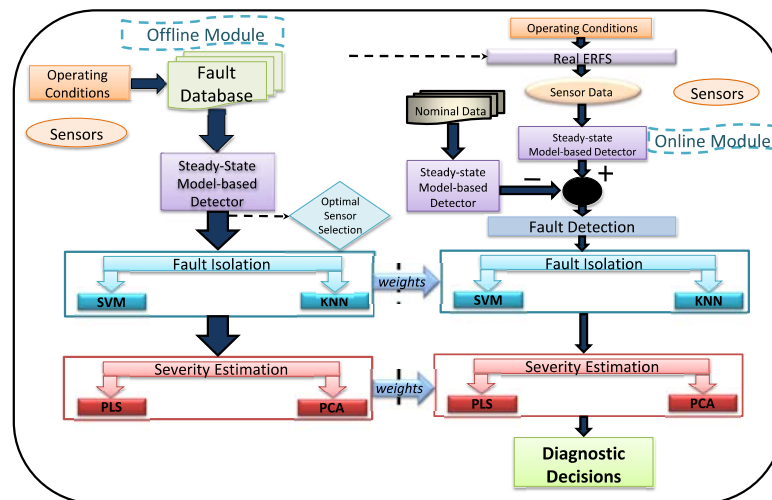 Offline Module
Operating
Conditions
Fault
Database
Sensors
Steady-State
Model-based
Detector
Optimal
Sensor
Selection
Fault Isolation
SVM
KNN
Severity Estimation
PLS
PCA
weights
weights
Operating Conditions
Real ERFS
Sensor Data
Sensors
Nominal Data
Steady-state
Model-based Detector
Online Module
Steady-state
Model-based
Detector
−
+
Fault Detection
Fault Isolation
SVM
KNN
Severity Estimation
PLS
PCA
Diagnostic
Decisions